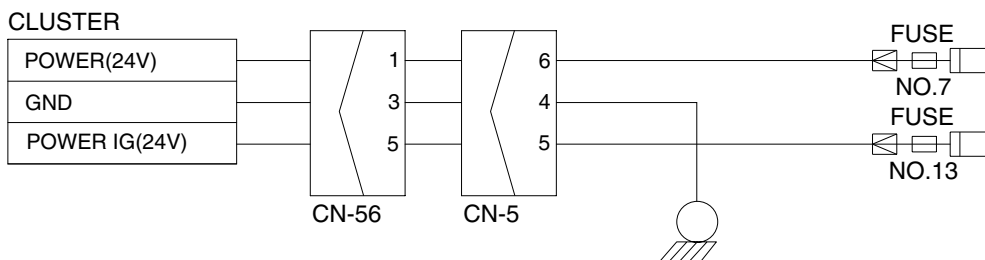 CLUSTER
FUSE
POWER(24V) 1 6
NO.7
GND 3 4
FUSE
POWER IG(24V) 5 5
NO.13
CN-56 CN-5